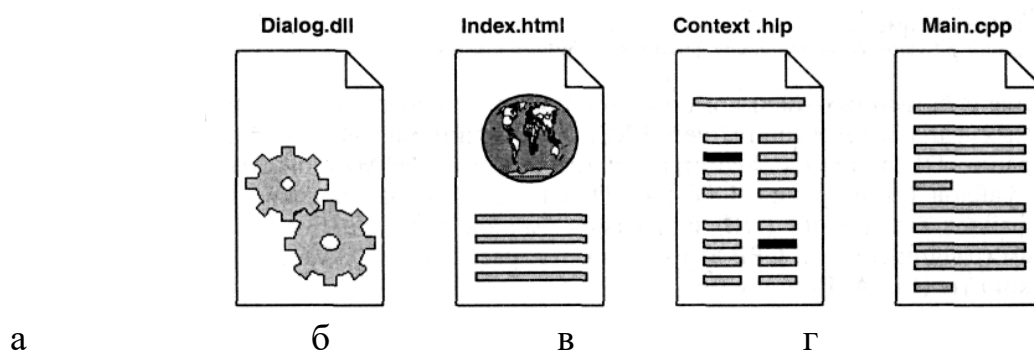 Dialog.dll Index.html Context .hlp Main.cpp
а б в г